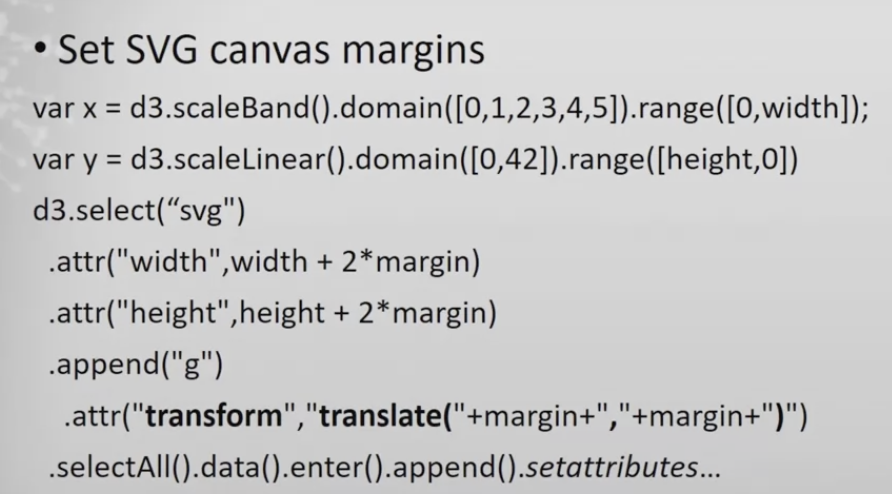 • Set SVG canvas margins
var x = d3.scaleBand().domain([0,1,2,3,4,5]).range([0,width]);
var y = d3.scaleLinear().domain([0,42]).range([height,0])
d3.select(“svg")
.attr("width",width + 2*margin)
.attr("height",height + 2*margin)
.append("g")
.attr("transform","translate("+margin+","+margin+")")
.selectAll().data().enter().append().setattributes…